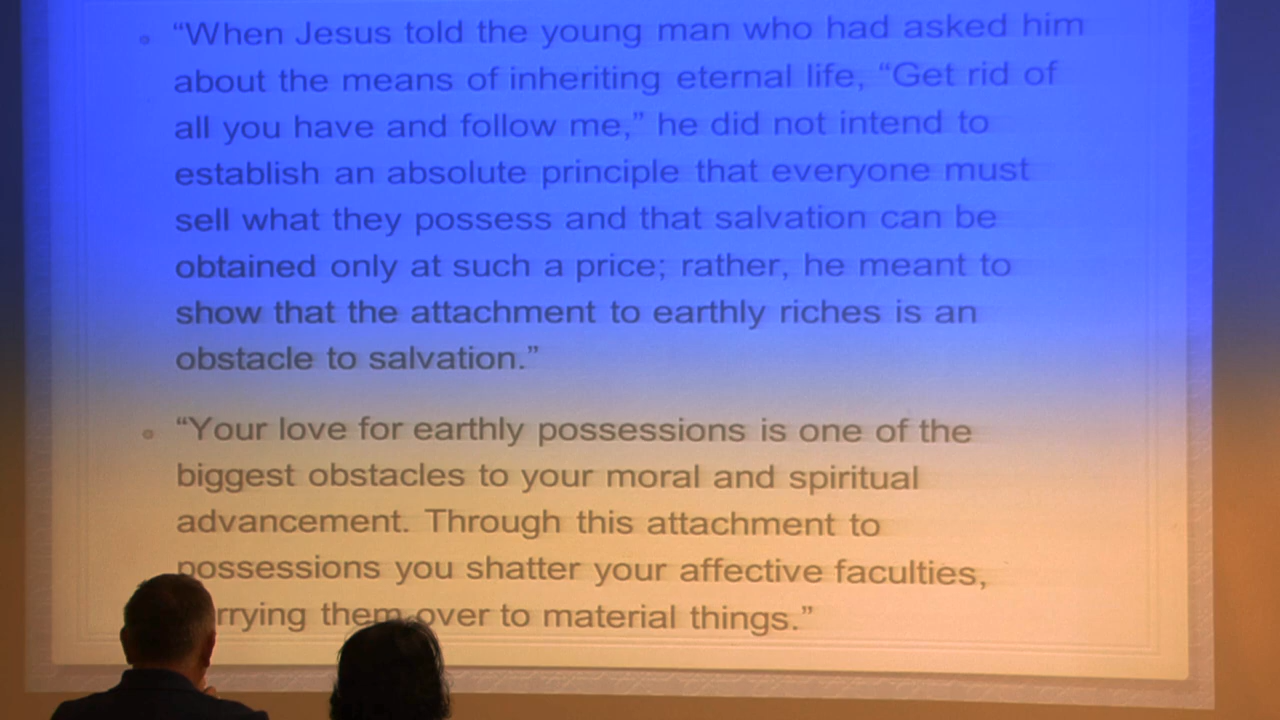 “When Jesus told the young man who had asked him
about the means of inheriting eternal life, “Get rid of
all you have and follow me,” he did not intend to
establish an absolute principle that everyone must
sell what they possess and that salvation can be
obtained only at such a price; rather, he meant to
show that the attachment to earthly riches is an
obstacle to salvation.”
“Your love for earthly possessions is one of the
biggest obstacles to your moral and spiritual
advancement. Through this attachment to
possessions you shatter your affective faculties,
rrying them over to material things.”